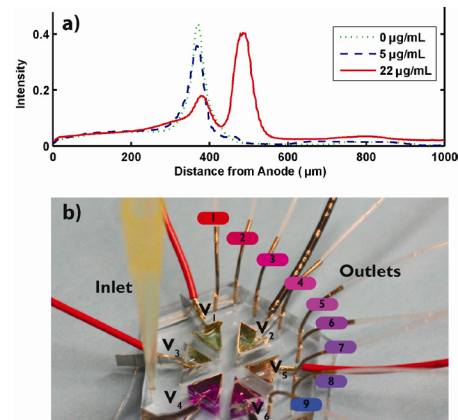 a)
0 µg/mL
5 µg/mL
22 µg/mL
Intensity
0.4
0.2
0
0
200
400
600
800
1000
Distance from Anode (µm)
b)
Inlet
Outlets
1
2
3
4
5
6
7
8
9
V1
V2
V3
V4
V5
V6